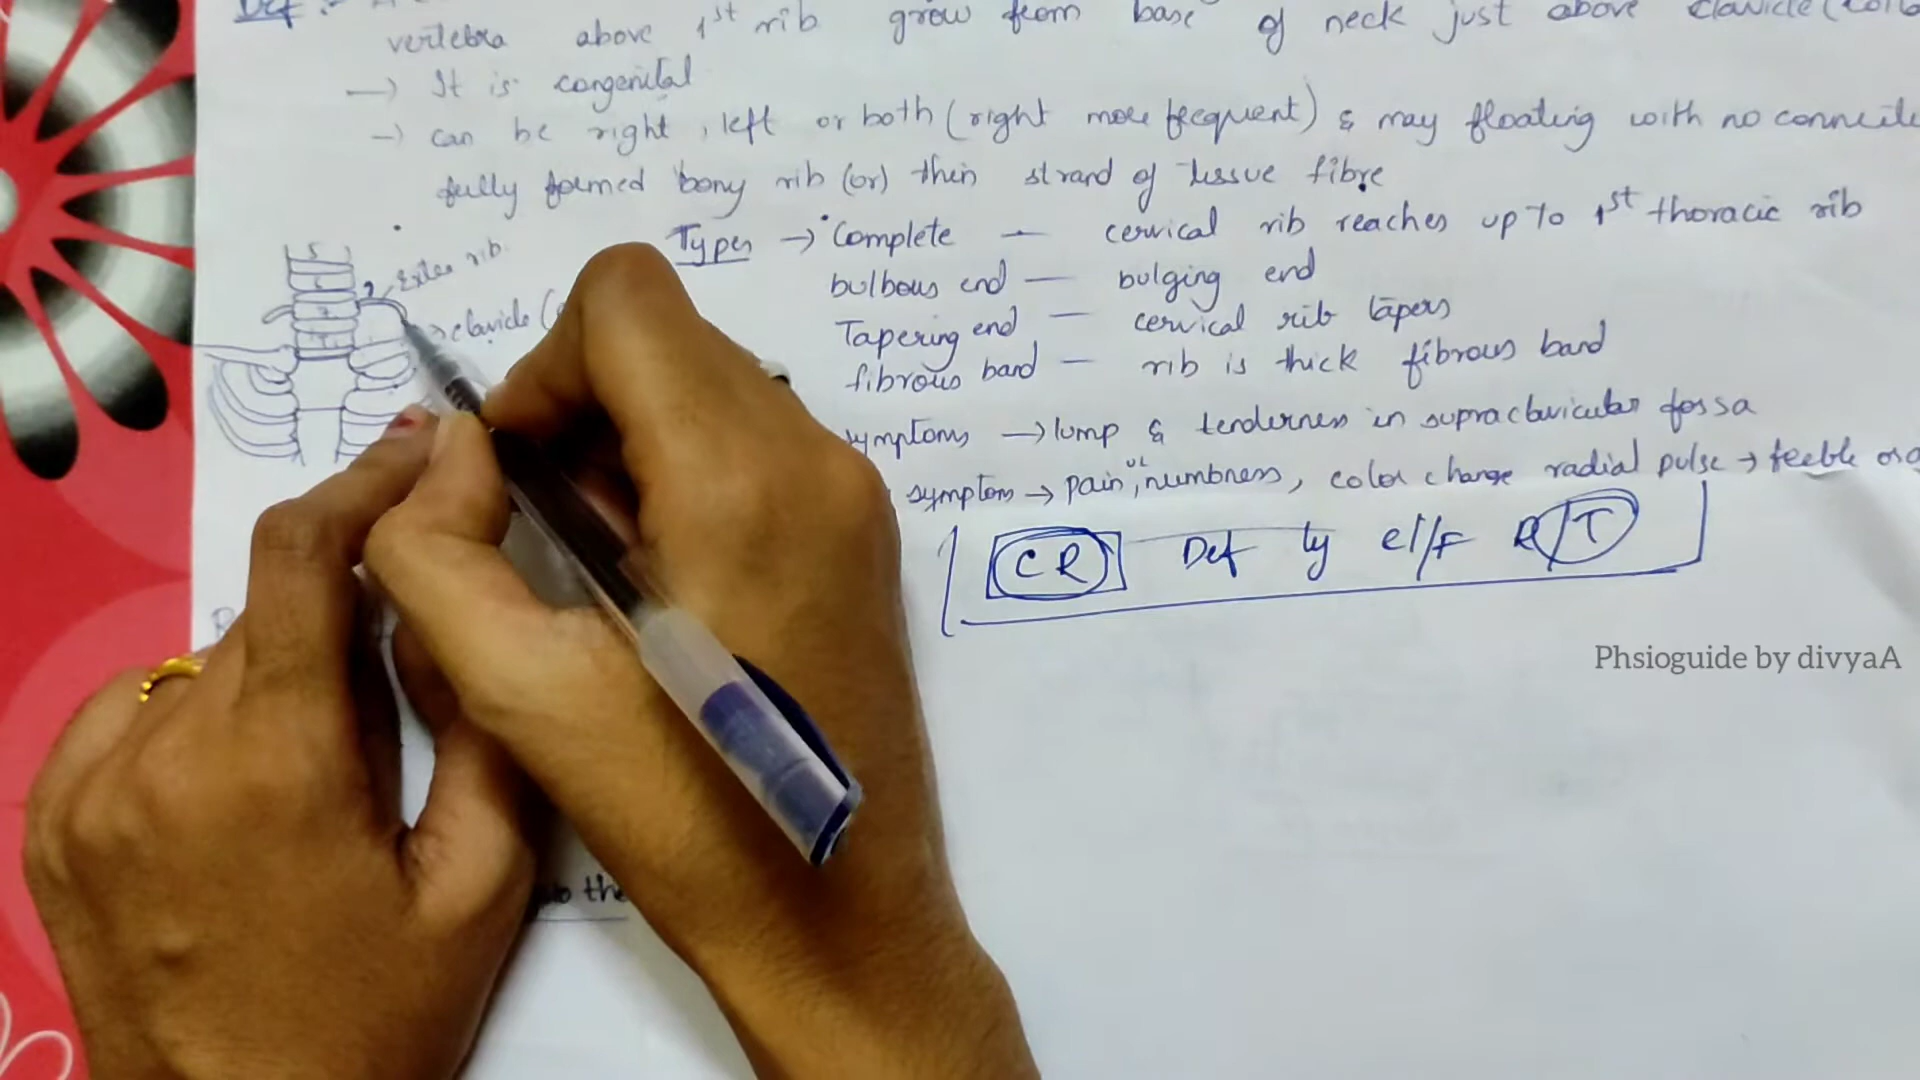 Def :-
vertebra above 1st rib grow from base of neck just above clavicle
→ It is congenital
→ can be right, left or both (right more frequent) & may floating with no
fully formed bony rib (or) then strand of tissue fibre
Types → Complete — cervical rib reaches up to 1st thoracic rib
bulbous end — bulging end
Tapering end — cervical rib tapers
fibrous band — rib is thick fibrous band
Extra rib
clavicle
symptoms → lump & tenderness in supraclavicular fossa
symptom → pain, numbness, color change radial pulse → feeble
CR Def ty c/f R/T
Phsioguide by divyaA
the